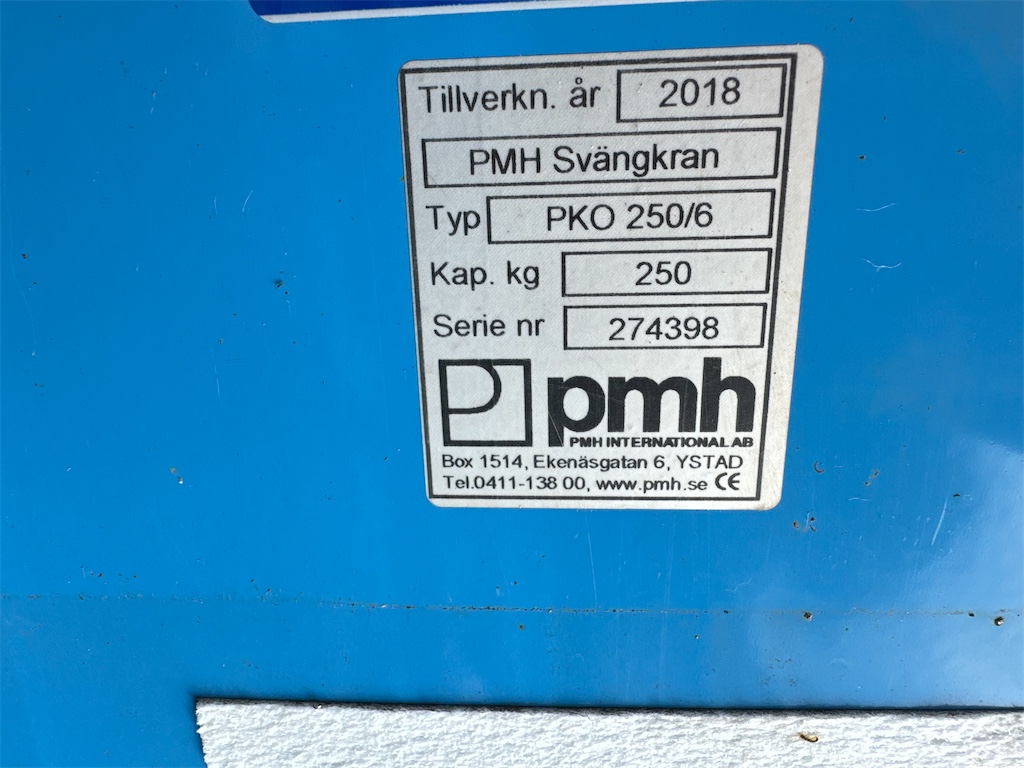 Tillverkn. år 2018
PMH Svängkran
Typ PKO 250/6
Kap. kg 250
Serie nr 274398
pmh
PMH INTERNATIONAL AB
Box 1514, Ekenäsgatan 6, YSTAD
Tel.0411-138 00, www.pmh.se CE